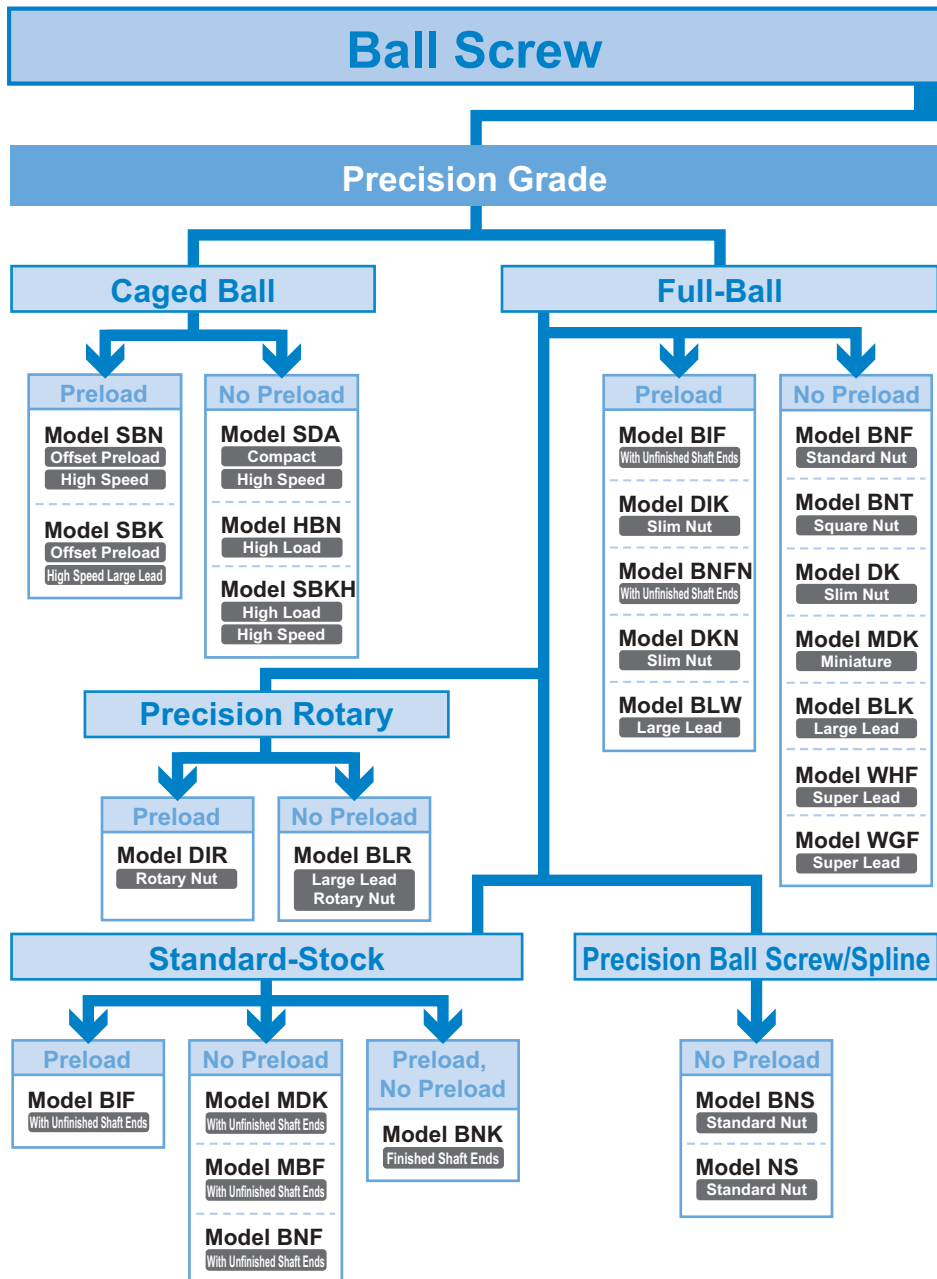 Ball Screw
Precision Grade
Caged Ball
Preload
Model SBN
Offset Preload
High Speed
Model SBK
Offset Preload
High Speed Large Lead
No Preload
Model SDA
Compact
High Speed
Model HBN
High Load
Model SBKH
High Load
High Speed
Full-Ball
Preload
Model BIF
With Unfinished Shaft Ends
Model DIK
Slim Nut
Model BNFN
With Unfinished Shaft Ends
Model DKN
Slim Nut
Model BLW
Large Lead
No Preload
Model BNF
Standard Nut
Model BNT
Square Nut
Model DK
Slim Nut
Model MDK
Miniature
Model BLK
Large Lead
Model WHF
Super Lead
Model WGF
Super Lead
Precision Rotary
Preload
Model DIR
Rotary Nut
No Preload
Model BLR
Large Lead
Rotary Nut
Standard-Stock
Preload
Model BIF
With Unfinished Shaft Ends
No Preload
Model MDK
With Unfinished Shaft Ends
Model MBF
With Unfinished Shaft Ends
Model BNF
With Unfinished Shaft Ends
Preload,
No Preload
Model BNK
Finished Shaft Ends
Precision Ball Screw/Spline
No Preload
Model BNS
Standard Nut
Model NS
Standard Nut